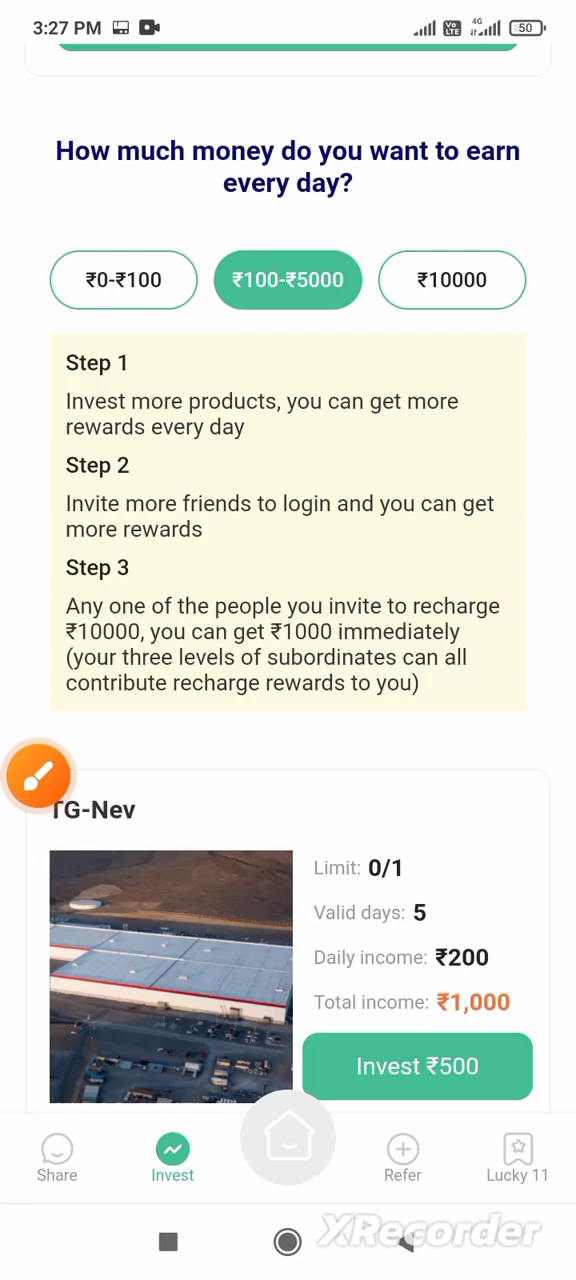 3:27 PM
Vo
LTE
4G
50
How much money do you want to earn
every day?
₹0-₹100
₹100-₹5000
₹10000
Step 1
Invest more products, you can get more
rewards every day
Step 2
Invite more friends to login and you can get
more rewards
Step 3
Any one of the people you invite to recharge
₹10000, you can get ₹1000 immediately
(your three levels of subordinates can all
contribute recharge rewards to you)
TG-Nev
Limit: 0/1
Valid days: 5
Daily income: ₹200
Total income: ₹1,000
Invest ₹500
Share
Invest
Refer
Lucky 11
XRecorder